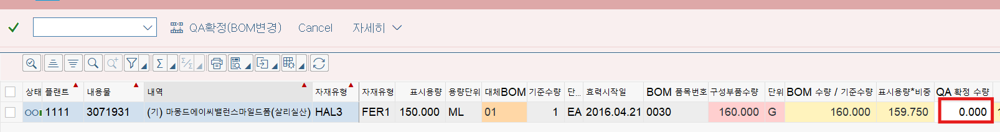 QA확정(BOM변경) Cancel 자세히
상태 플랜트 내용물 내역 자재유형 자재유형 표시용량 용량단위 대체BOM 기준수량 단... 효력시작일 BOM 품목번호 구성부품수량 단위 BOM 수량 / 기준수량 표시용량*비중 QA 확정 수량
1111 3071931 (기) 마몽드에이씨밸런스마일드폼(살리실산) HAL3 FER1 150.000 ML 01 1 EA 2016.04.21 0030 160.000 G 160.000 159.750 0.000